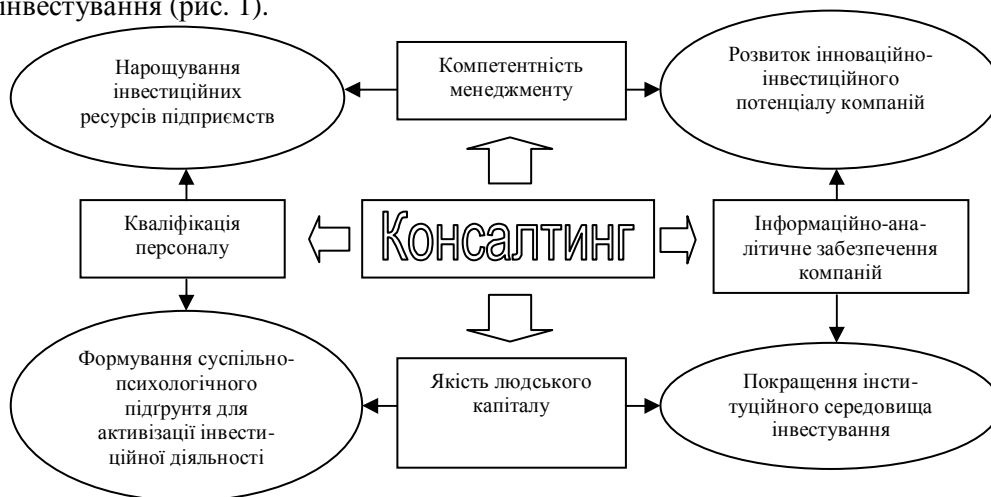 інвестування (рис. 1).
Нарощування
інвестиційних
ресурсів підприємств
Компетентність
менеджменту
Розвиток інноваційно-
інвестиційного
потенціалу компаній
Кваліфікація
персоналу
Консалтинг
Інформаційно-ана-
літичне забезпечення
компаній
Формування суспільно-
психологічного
підґрунтя для
активізації інвести-
ційної діяльності
Якість людського
капіталу
Покращення інсти-
туційного середовища
інвестування